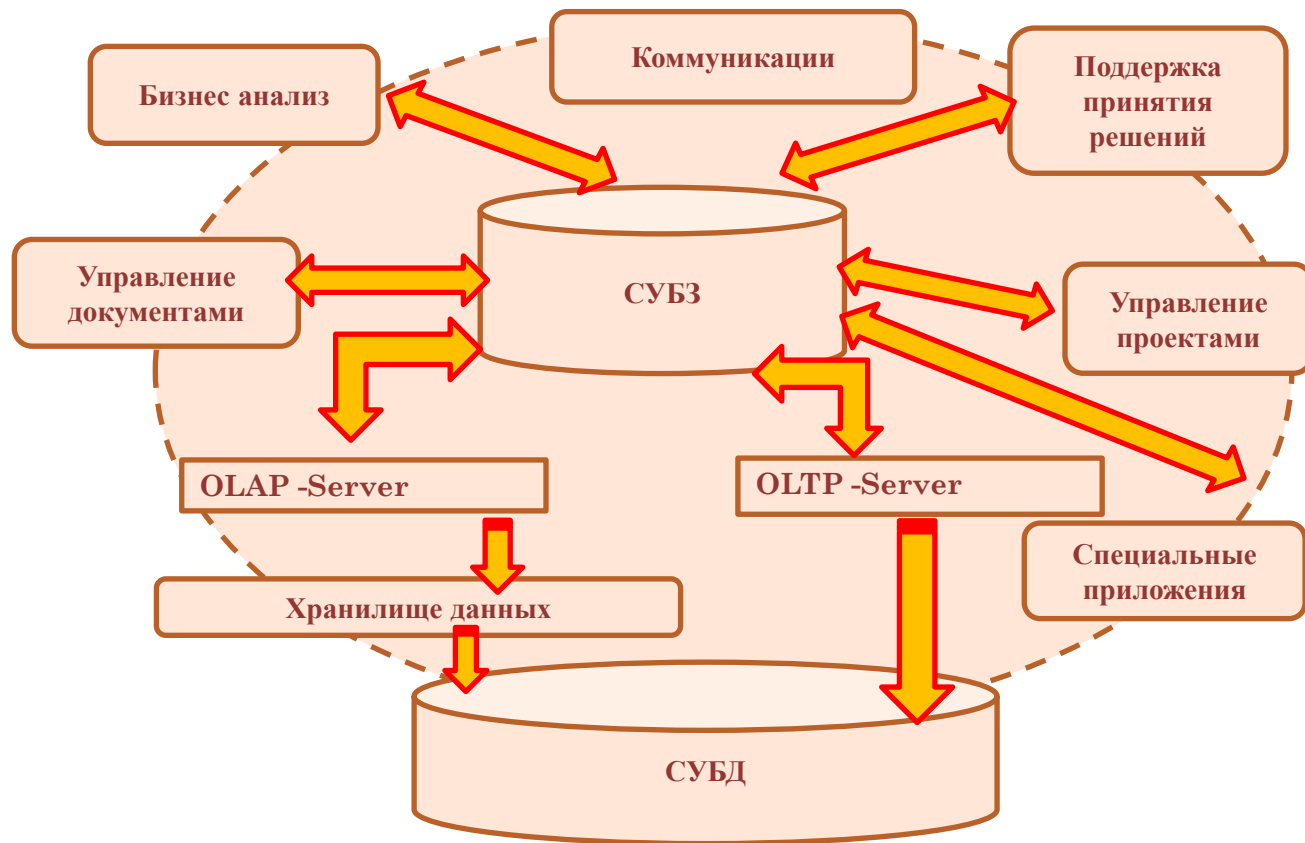 Коммуникации
Бизнес анализ
Поддержка
принятия
решений
Управление
документами
СУБЗ
Управление
проектами
OLAP -Server
OLTP -Server
Специальные
приложения
Хранилище данных
СУБД